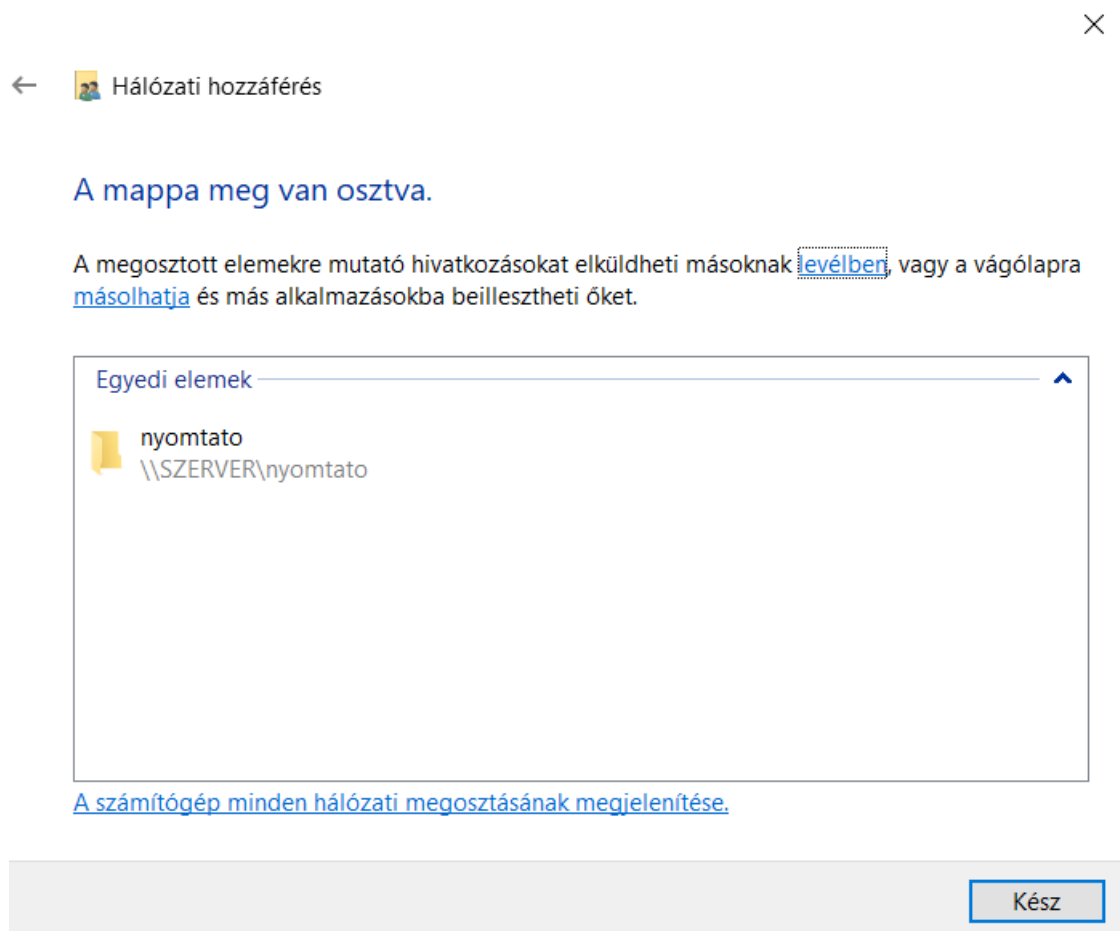 Hálózati hozzáférés
A mappa meg van osztva.
A megosztott elemekre mutató hivatkozásokat elküldheti másoknak levélben, vagy a vágólapra
másolhatja és más alkalmazásokba beillesztheti őket.
Egyedi elemek
nyomtato
\\SZERVER\nyomtato
A számítógép minden hálózati megosztásának megjelenítése.
Kész